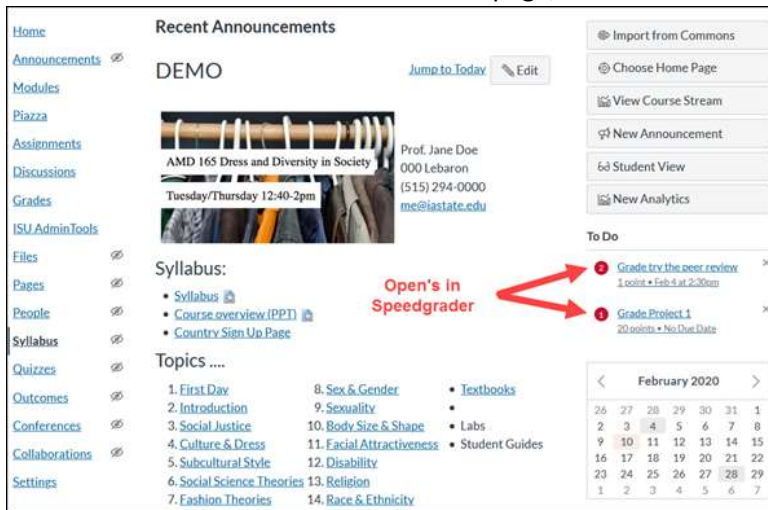 Home
Announcements
Modules
Piazza
Assignments
Discussions
Grades
ISU AdminTools
Files
Pages
People
Syllabus
Quizzes
Outcomes
Conferences
Collaborations
Settings
Recent Announcements
DEMO
Jump to Today
Edit
AMD 165 Dress and Diversity in Society
Tuesday/Thursday 12:40-2pm
Prof. Jane Doe
000 Lebaron
(515) 294-0000
me@iastate.edu
Syllabus:
• Syllabus
• Course overview (PPT)
• Country Sign Up Page
Open's in
Speedgrader
Topics ....
1. First Day
2. Introduction
3. Social Justice
4. Culture & Dress
5. Subcultural Style
6. Social Science Theories
7. Fashion Theories
8. Sex & Gender
9. Sexuality
10. Body Size & Shape
11. Facial Attractiveness
12. Disability
13. Religion
14. Race & Ethnicity
• Textbooks
•
• Labs
• Student Guides
Import from Commons
Choose Home Page
View Course Stream
New Announcement
Student View
New Analytics
To Do
2 Grade try the peer review ×
1 point • Feb 4 at 2:30pm
1 Grade Project 1 ×
20 points • No Due Date
< February 2020 >
26 27 28 29 30 31 1
2 3 4 5 6 7 8
9 10 11 12 13 14 15
16 17 18 19 20 21 22
23 24 25 26 27 28 29
1 2 3 4 5 6 7